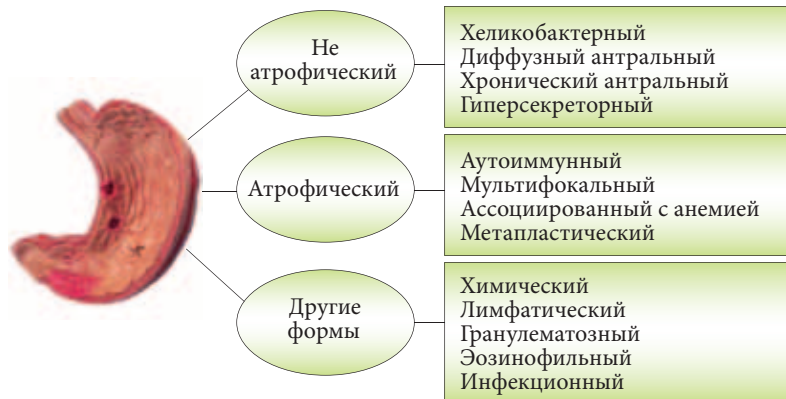 Не
атрофический
Хеликобактерный
Диффузный антральный
Хронический антральный
Гиперсекреторный
Атрофический
Аутоиммунный
Мультифокальный
Ассоциированный с анемией
Метапластический
Другие
формы
Химический
Лимфатический
Гранулематозный
Эозинофильный
Инфекционный